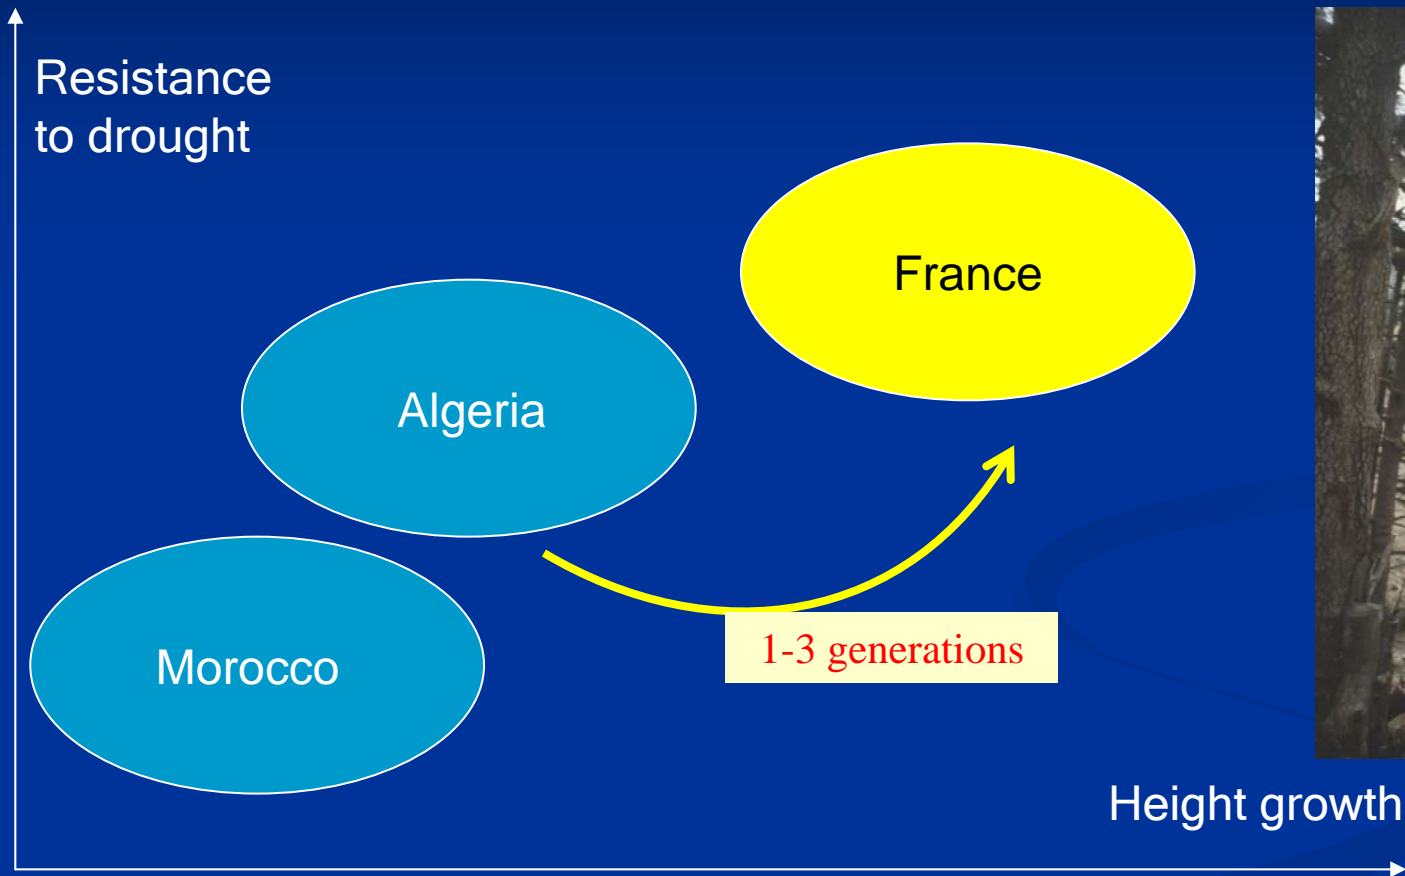 Resistance
to drought
France
Algeria
1-3 generations
Morocco
Height growth